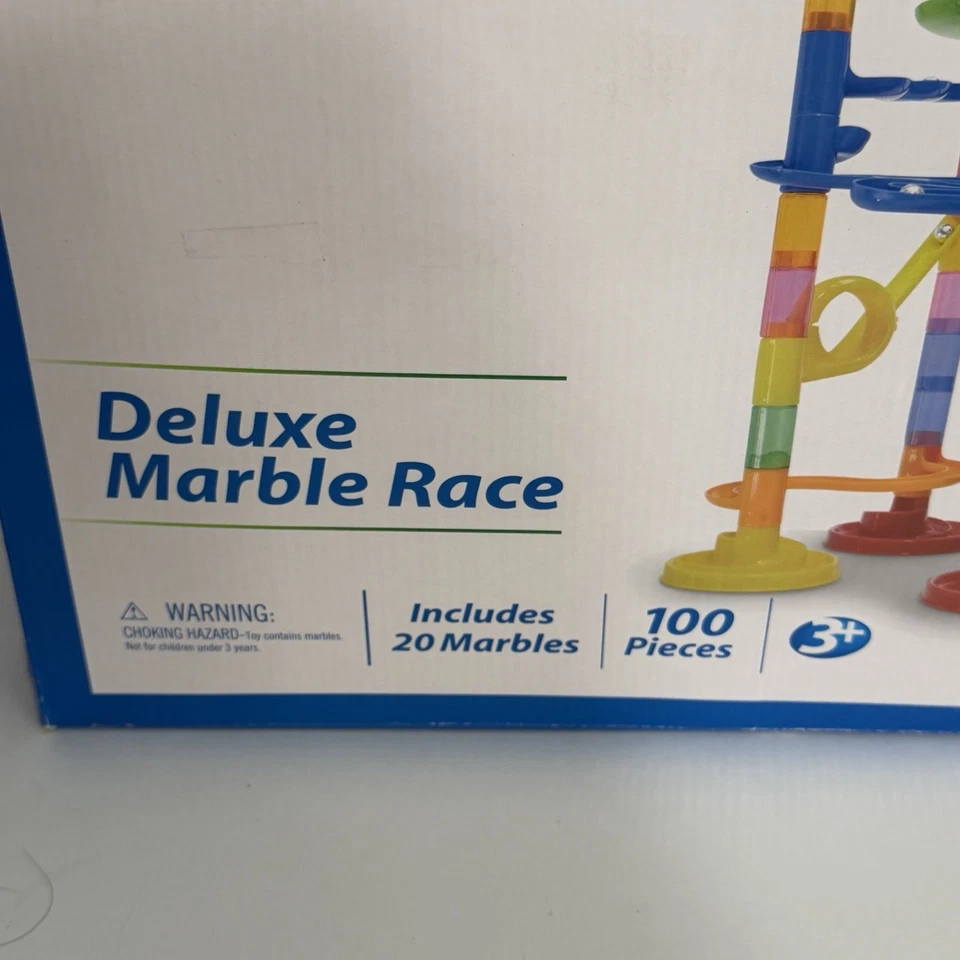 Deluxe
Marble Race
⚠ WARNING:
CHOKING HAZARD–Toy contains marbles.
Not for children under 3 years.
Includes
20 Marbles
100
Pieces
3+